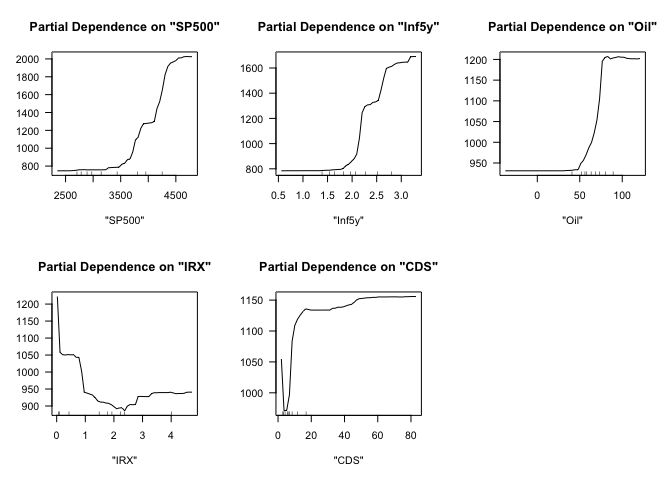 Partial Dependence on "SP500"
2000
1800
1600
1400
1200
1000
800
2500 3500 4500
"SP500"
Partial Dependence on "Inf5y"
1600
1400
1200
1000
800
0.5 1.0 1.5 2.0 2.5 3.0
"Inf5y"
Partial Dependence on "Oil"
1200
1150
1100
1050
1000
950
0 50 100
"Oil"
Partial Dependence on "IRX"
1200
1150
1100
1050
1000
950
900
0 1 2 3 4
"IRX"
Partial Dependence on "CDS"
1150
1100
1050
1000
0 20 40 60 80
"CDS"